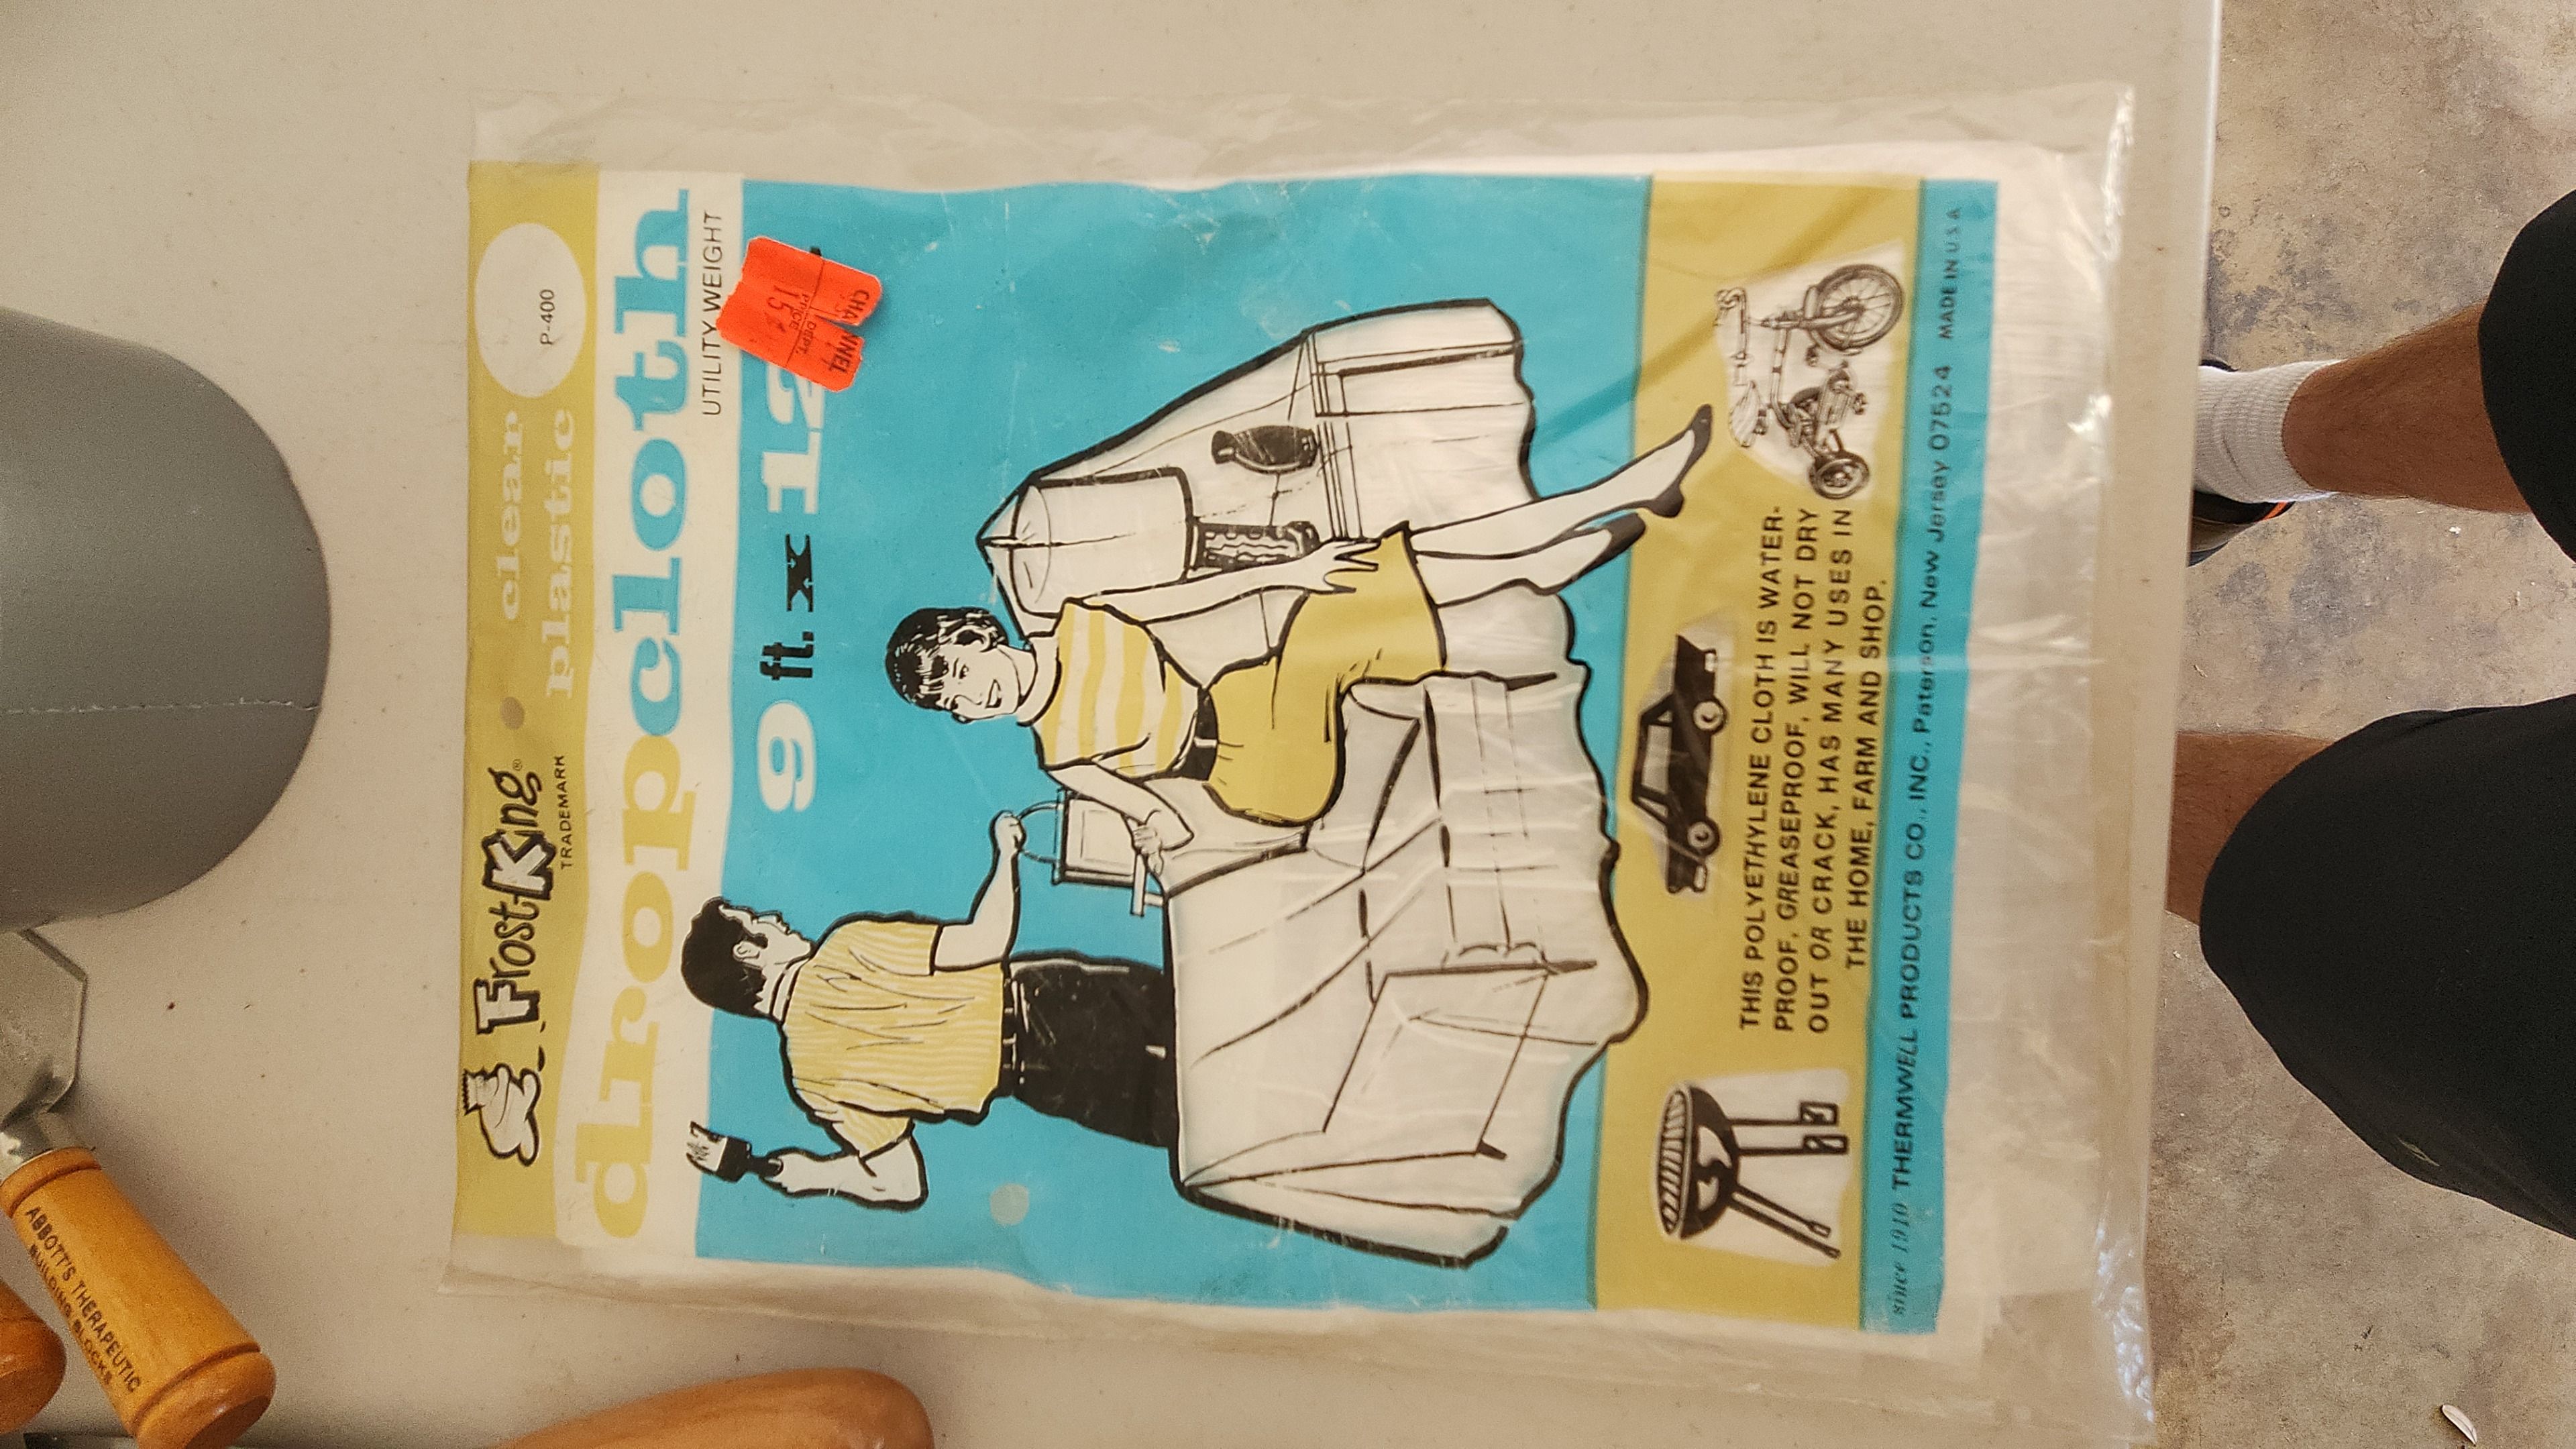 Frost King®
TRADEMARK
clear
plastic
P-400
dropcloth
UTILITY WEIGHT
9 ft. x 12
CHANNEL
DEPT.
PRICE
15¢
THIS POLYETHYLENE CLOTH IS WATER-
PROOF, GREASEPROOF, WILL NOT DRY
OUT OR CRACK, HAS MANY USES IN
THE HOME, FARM AND SHOP.
since 1910 THERMWELL PRODUCTS CO., INC., Paterson, New Jersey 07524 MADE IN U S A
ABBOTT'S THERAPEUTIC
BUILDING BLOCKS